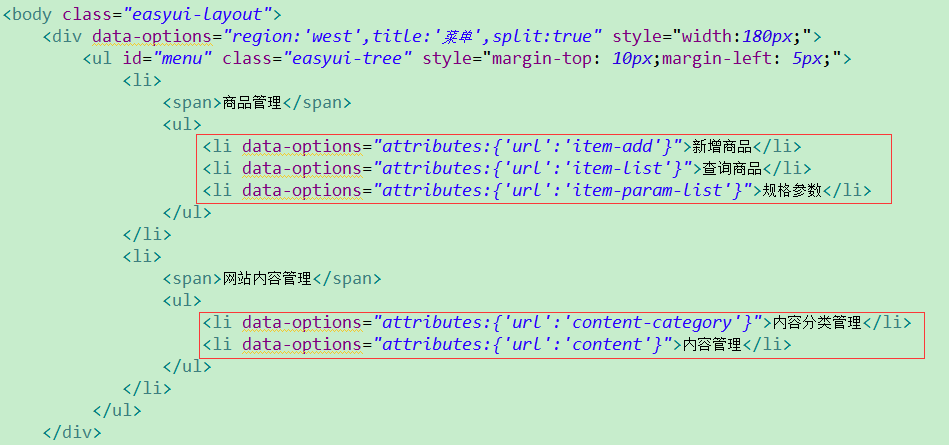 <body class="easyui-layout">
<div data-options="region:'west',title:'菜单',split:true" style="width:180px;">
<ul id="menu" class="easyui-tree" style="margin-top: 10px;margin-left: 5px;">
<li>
<span>商品管理</span>
<ul>
<li data-options="attributes:{'url':'item-add'}">新增商品</li>
<li data-options="attributes:{'url':'item-list'}">查询商品</li>
<li data-options="attributes:{'url':'item-param-list'}">规格参数</li>
</ul>
</li>
<li>
<span>网站内容管理</span>
<ul>
<li data-options="attributes:{'url':'content-category'}">内容分类管理</li>
<li data-options="attributes:{'url':'content'}">内容管理</li>
</ul>
</li>
</ul>
</div>